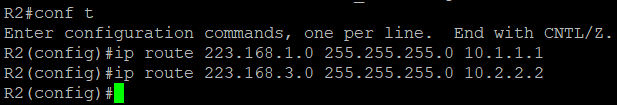 R2#conf t
Enter configuration commands, one per line.  End with CNTL/Z.
R2(config)#ip route 223.168.1.0 255.255.255.0 10.1.1.1
R2(config)#ip route 223.168.3.0 255.255.255.0 10.2.2.2
R2(config)#